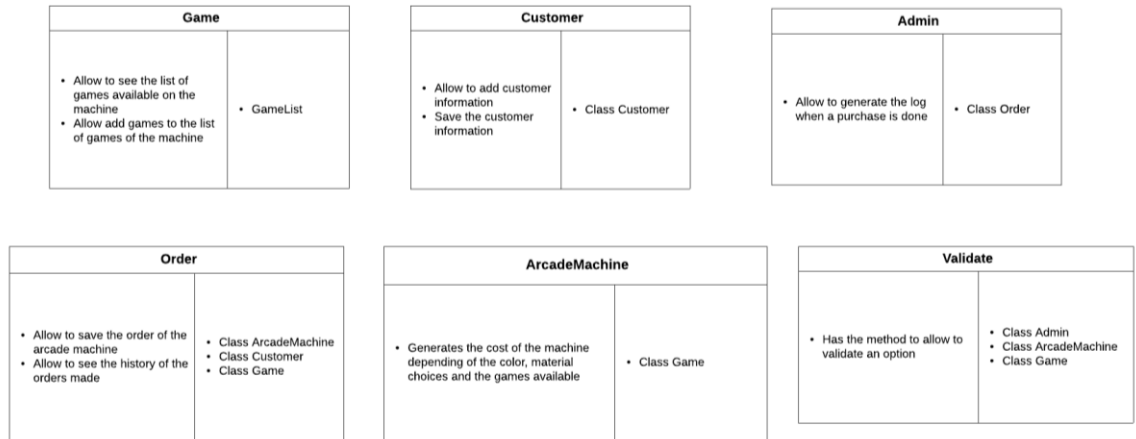 Game
• Allow to see the list of
games available on the
machine
• Allow add games to the list
of games of the machine
• GameList
Customer
• Allow to add customer
information
• Save the customer
information
• Class Customer
Admin
• Allow to generate the log
when a purchase is done
• Class Order
Order
• Allow to save the order of the
arcade machine
• Allow to see the history of the
orders made
• Class ArcadeMachine
• Class Customer
• Class Game
ArcadeMachine
• Generates the cost of the machine
depending of the color, material
choices and the games available
• Class Game
Validate
• Has the method to allow to
validate an option
• Class Admin
• Class ArcadeMachine
• Class Game